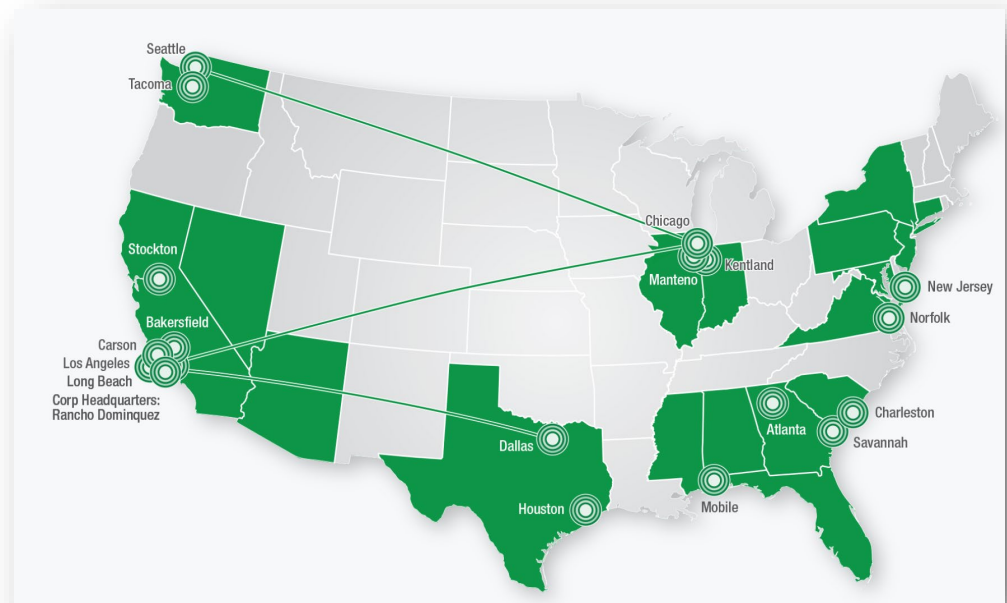 Seattle
Tacoma
Chicago
Stockton
Manteno
Kentland
New Jersey
Norfolk
Bakersfield
Carson
Los Angeles
Long Beach
Corp Headquarters:
Rancho Dominquez
Dallas
Atlanta
Charleston
Savannah
Houston
Mobile